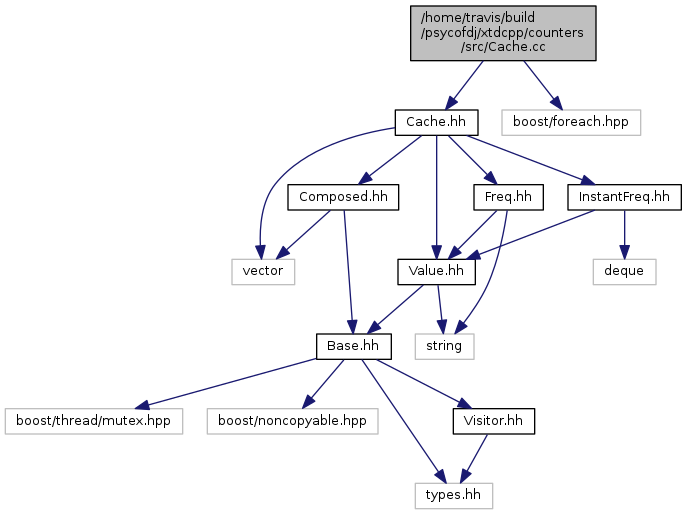 /home/travis/build
/psycofdj/xtdcpp/counters
/src/Cache.cc
Cache.hh
boost/foreach.hpp
Composed.hh
Freq.hh
InstantFreq.hh
vector
Value.hh
deque
Base.hh
string
boost/thread/mutex.hpp
boost/noncopyable.hpp
Visitor.hh
types.hh